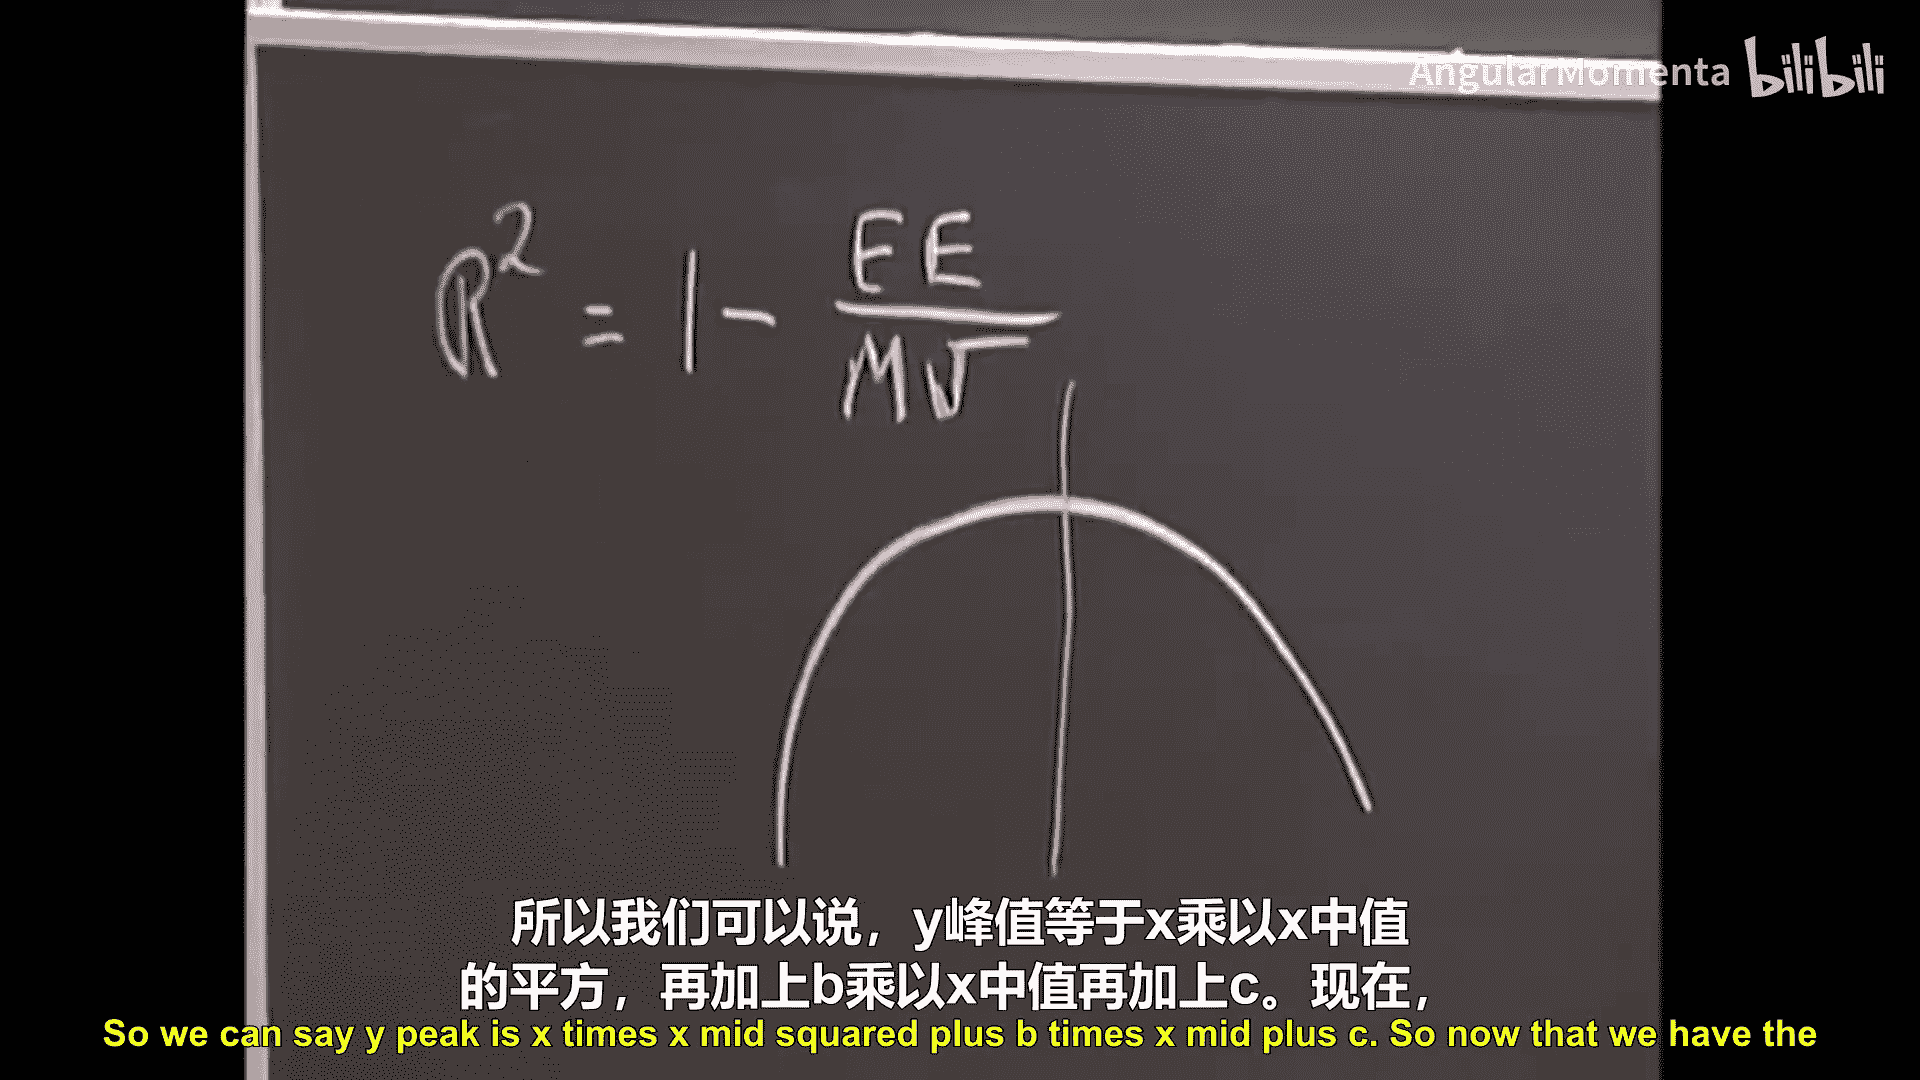 AngularMomenta bilibili
R² = 1 - EE / MV
所以我们可以说，y峰值等于x乘以x中值
的平方，再加上b乘以x中值再加上c。现在，
So we can say y peak is x times x mid squared plus b times x mid plus c. So now that we have the